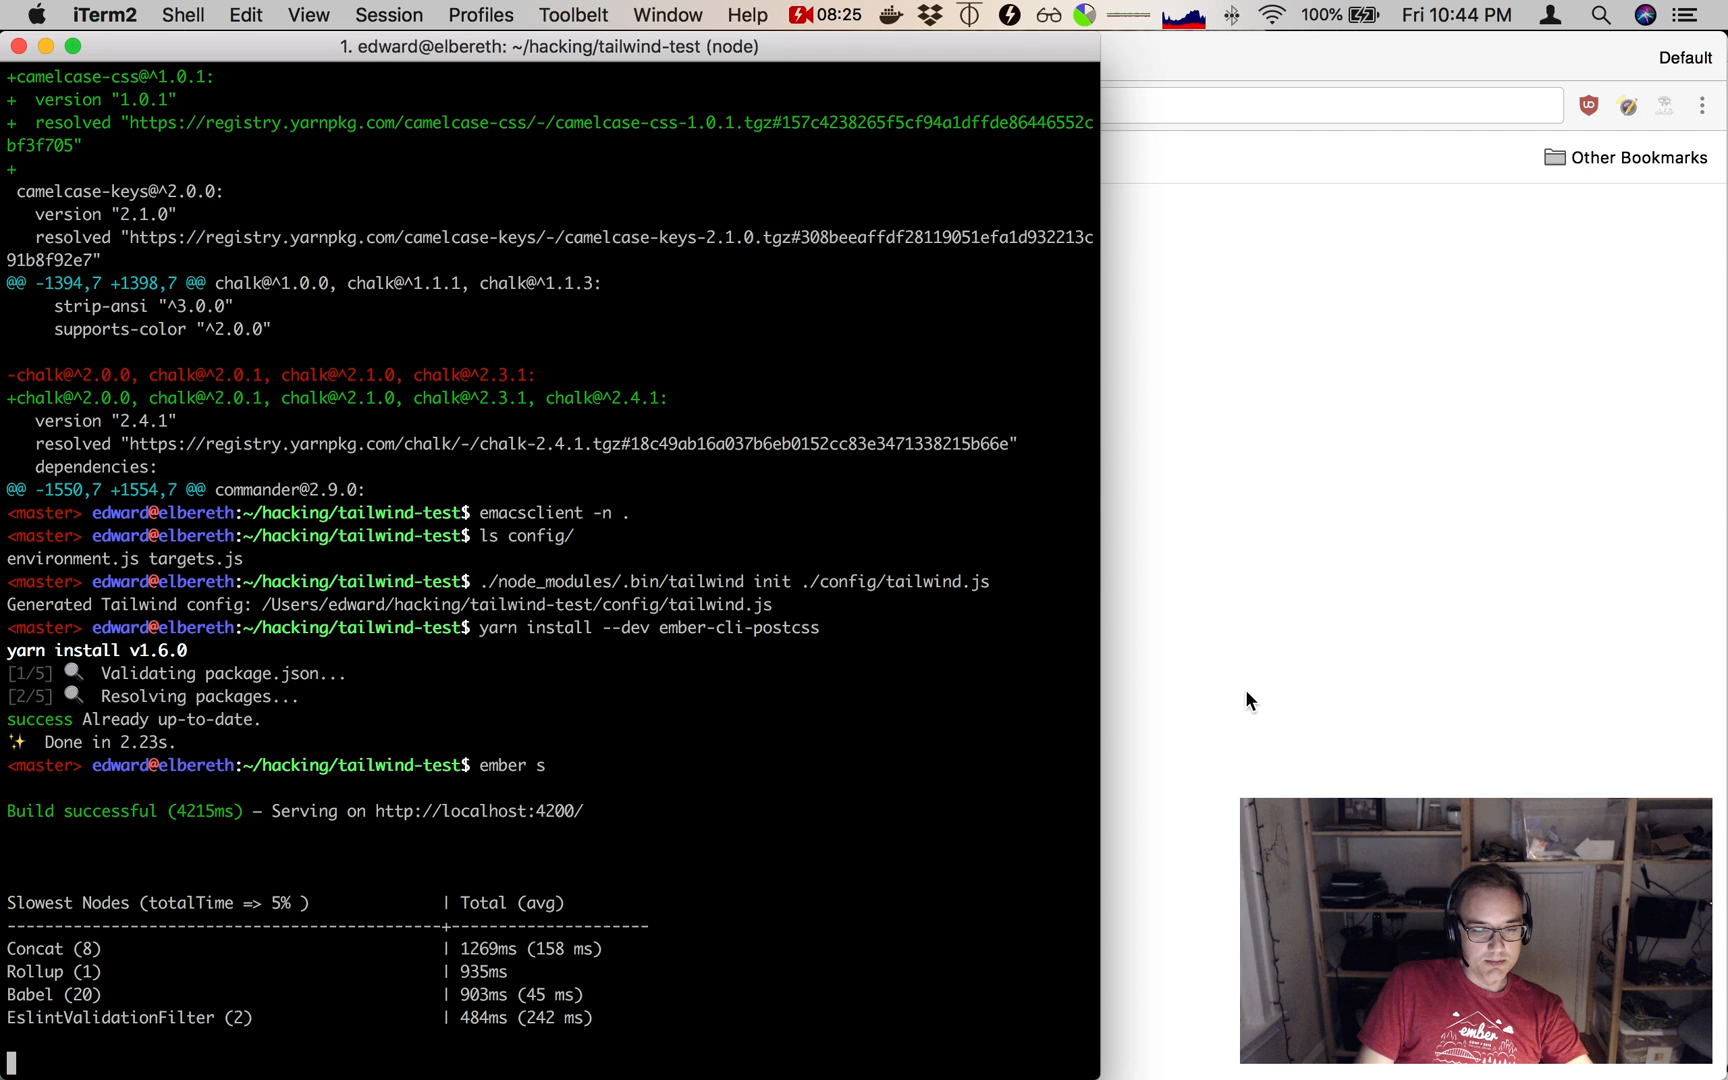 iTerm2 Shell Edit View Session Profiles Toolbelt Window Help 08:25 100% Fri 10:44 PM
1. edward@elbereth: ~/hacking/tailwind-test (node)
Default
+camelcase-css@^1.0.1:
+  version "1.0.1"
+  resolved "https://registry.yarnpkg.com/camelcase-css/-/camelcase-css-1.0.1.tgz#157c4238265f5cf94a1dffde86446552c
bf3f705"
+
camelcase-keys@^2.0.0:
version "2.1.0"
resolved "https://registry.yarnpkg.com/camelcase-keys/-/camelcase-keys-2.1.0.tgz#308beeaffdf28119051efa1d932213c
91b8f92e7"
@@ -1394,7 +1398,7 @@ chalk@^1.0.0, chalk@^1.1.1, chalk@^1.1.3:
strip-ansi "^3.0.0"
supports-color "^2.0.0"
-chalk@^2.0.0, chalk@^2.0.1, chalk@^2.1.0, chalk@^2.3.1:
+chalk@^2.0.0, chalk@^2.0.1, chalk@^2.1.0, chalk@^2.3.1, chalk@^2.4.1:
version "2.4.1"
resolved "https://registry.yarnpkg.com/chalk/-/chalk-2.4.1.tgz#18c49ab16a037b6eb0152cc83e3471338215b66e"
dependencies:
@@ -1550,7 +1554,7 @@ commander@2.9.0:
<master> edward@elbereth:~/hacking/tailwind-test$ emacsclient -n .
<master> edward@elbereth:~/hacking/tailwind-test$ ls config/
environment.js targets.js
<master> edward@elbereth:~/hacking/tailwind-test$ ./node_modules/.bin/tailwind init ./config/tailwind.js
Generated Tailwind config: /Users/edward/hacking/tailwind-test/config/tailwind.js
<master> edward@elbereth:~/hacking/tailwind-test$ yarn install --dev ember-cli-postcss
yarn install v1.6.0
[1/5] Validating package.json...
[2/5] Resolving packages...
success Already up-to-date.
Done in 2.23s.
<master> edward@elbereth:~/hacking/tailwind-test$ ember s
Build successful (4215ms) – Serving on http://localhost:4200/
Slowest Nodes (totalTime => 5% ) | Total (avg)
----------------------------------------------+----------------------
Concat (8) | 1269ms (158 ms)
Rollup (1) | 935ms
Babel (20) | 903ms (45 ms)
EslintValidationFilter (2) | 484ms (242 ms)
Other Bookmarks
ember